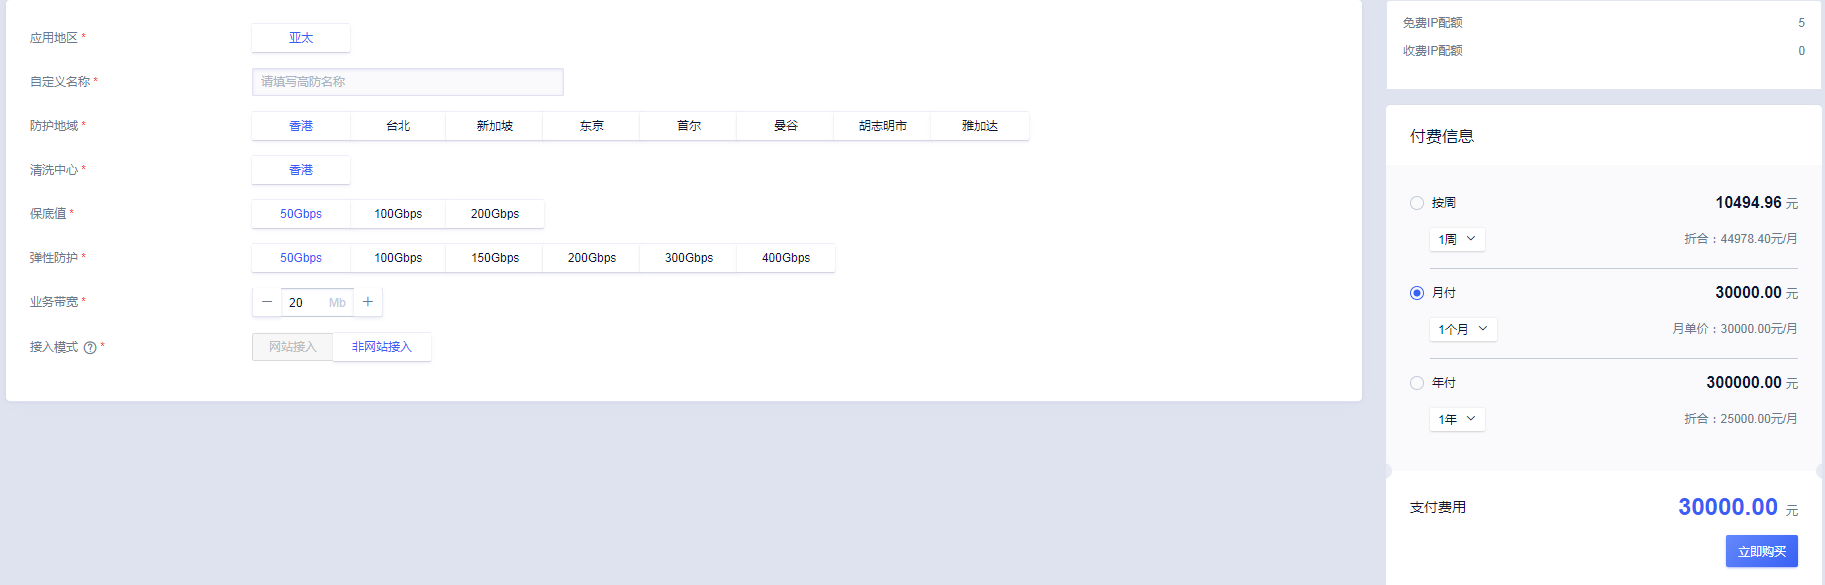 应用地区 *
亚太
自定义名称 *
请填写高防名称
防护地域 *
香港 台北 新加坡 东京 首尔 曼谷 胡志明市 雅加达
清洗中心 *
香港
保底值 *
50Gbps 100Gbps 200Gbps
弹性防护 *
50Gbps 100Gbps 150Gbps 200Gbps 300Gbps 400Gbps
业务带宽 *
— 20 Mb +
接入模式 ? *
网站接入 非网站接入
免费IP配额 5
收费IP配额 0
付费信息
按周 10494.96 元
1周 折合：44978.40元/月
月付 30000.00 元
1个月 月单价：30000.00元/月
年付 300000.00 元
1年 折合：25000.00元/月
支付费用 30000.00 元
立即购买